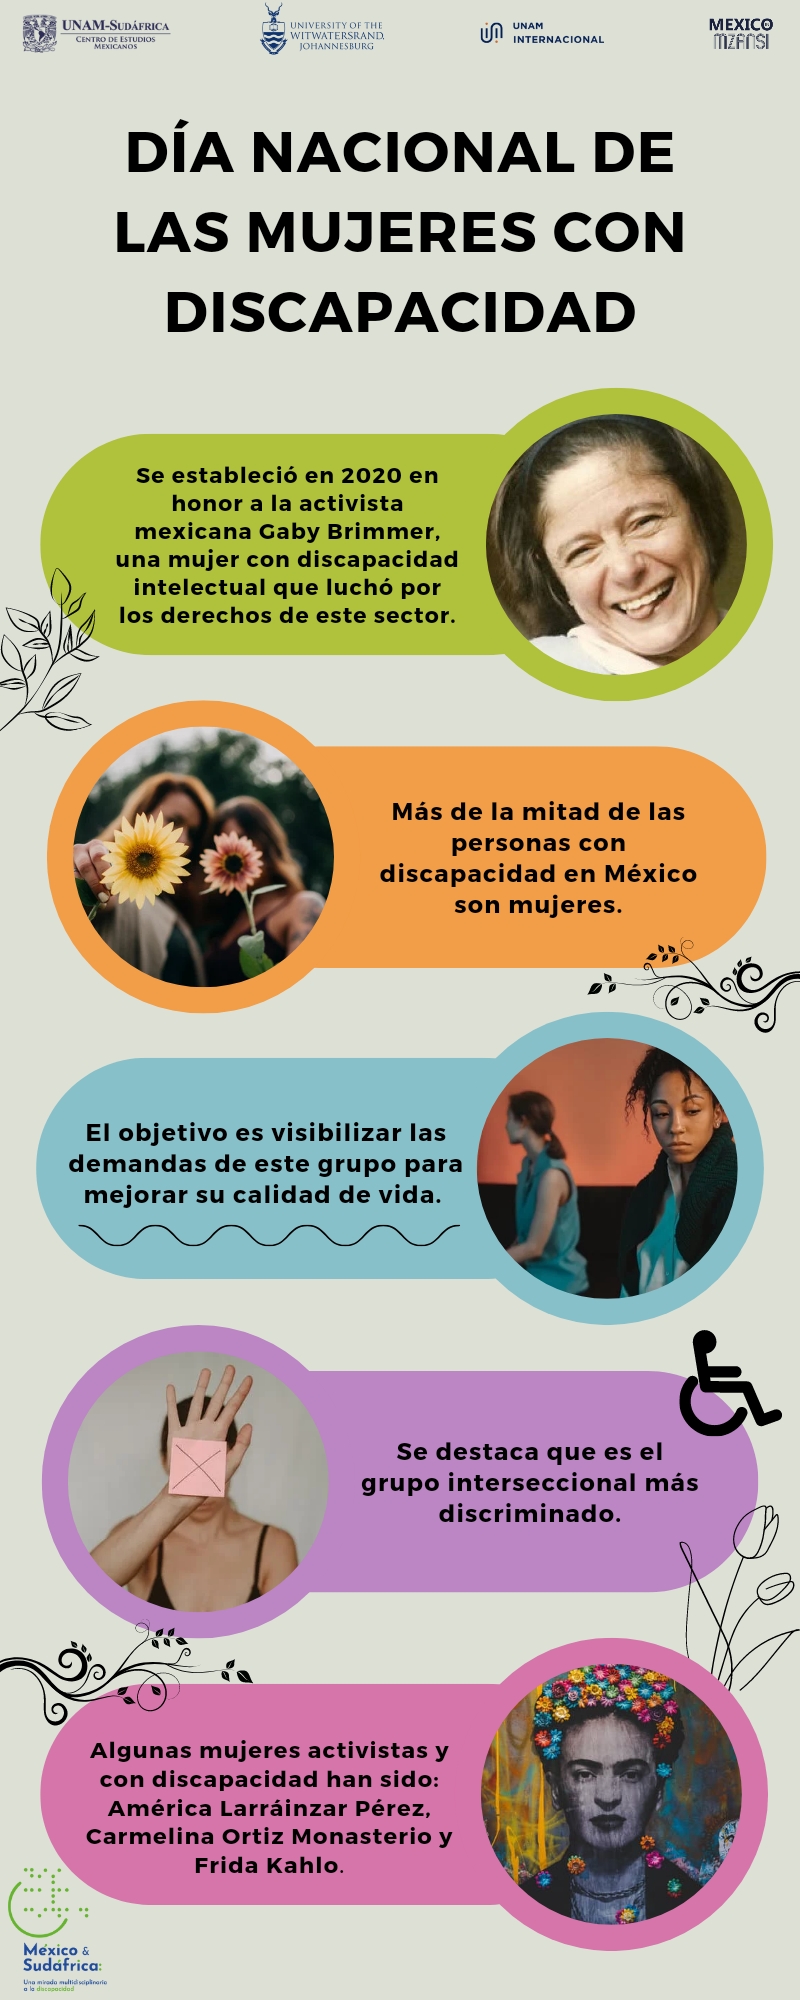 UNAM-SUDÁFRICA
CENTRO DE ESTUDIOS
MEXICANOS
UNIVERSITY OF THE
WITWATERSRAND,
JOHANNESBURG
UNAM
INTERNACIONAL
MEXICO
MZANSI
DÍA NACIONAL DE
LAS MUJERES CON
DISCAPACIDAD
Se estableció en 2020 en
honor a la activista
mexicana Gaby Brimmer,
una mujer con discapacidad
intelectual que luchó por
los derechos de este sector.
Más de la mitad de las
personas con
discapacidad en México
son mujeres.
El objetivo es visibilizar las
demandas de este grupo para
mejorar su calidad de vida.
Se destaca que es el
grupo interseccional más
discriminado.
Algunas mujeres activistas y
con discapacidad han sido:
América Larráinzar Pérez,
Carmelina Ortiz Monasterio y
Frida Kahlo.
México &
Sudáfrica:
Una mirada multidisciplinaria
a la discapacidad